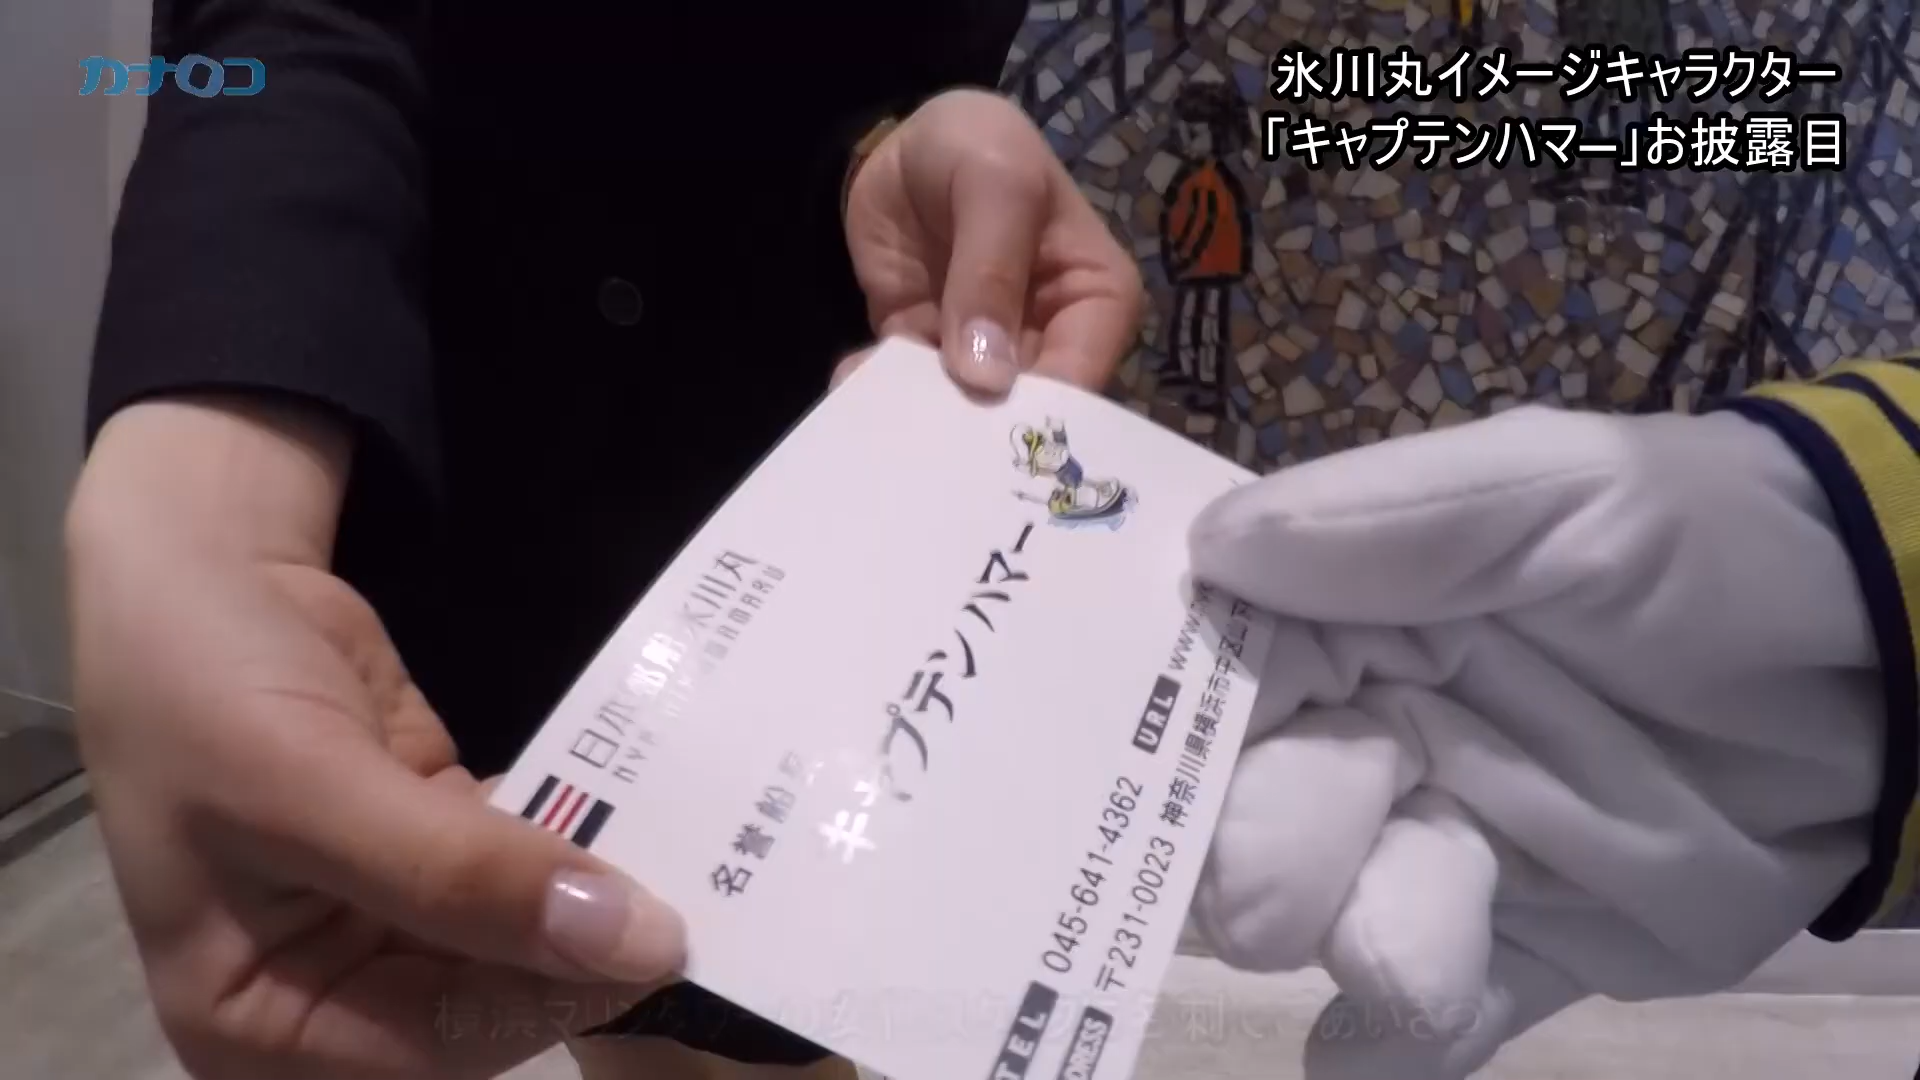 カナロコ
氷川丸イメージキャラクター
「キャプテンハマー」お披露目
日本郵船 氷川丸
名誉船長
キャプテンハマー
TEL 045-641-4362 URL www.
〒231-0023 神奈川県横浜市中区山下